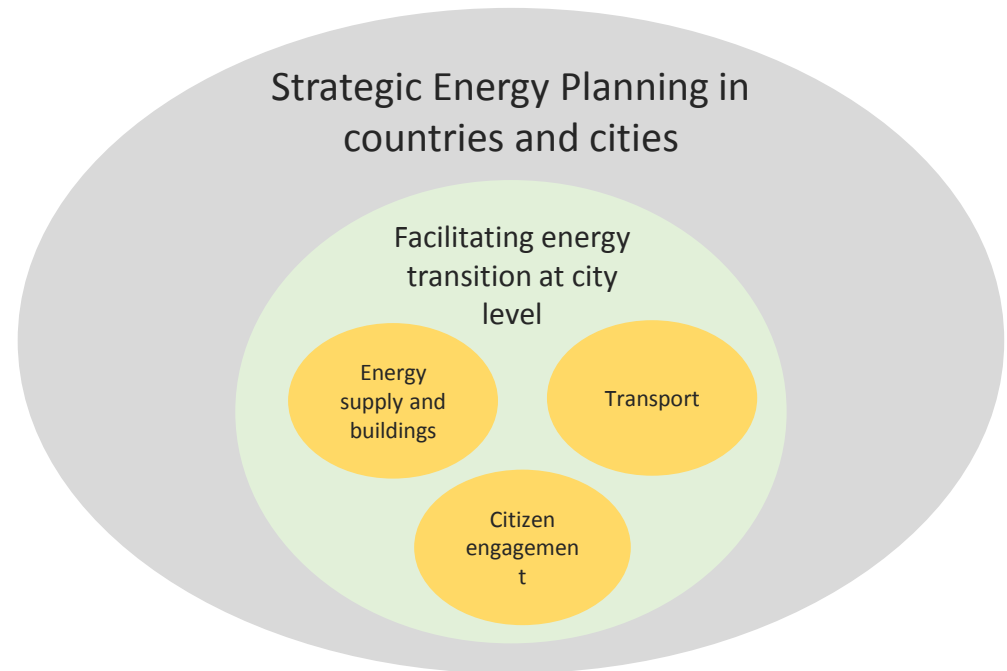 Strategic Energy Planning in
countries and cities
Facilitating energy
transition at city
level
Energy
supply and
buildings
Transport
Citizen
engagemen
t